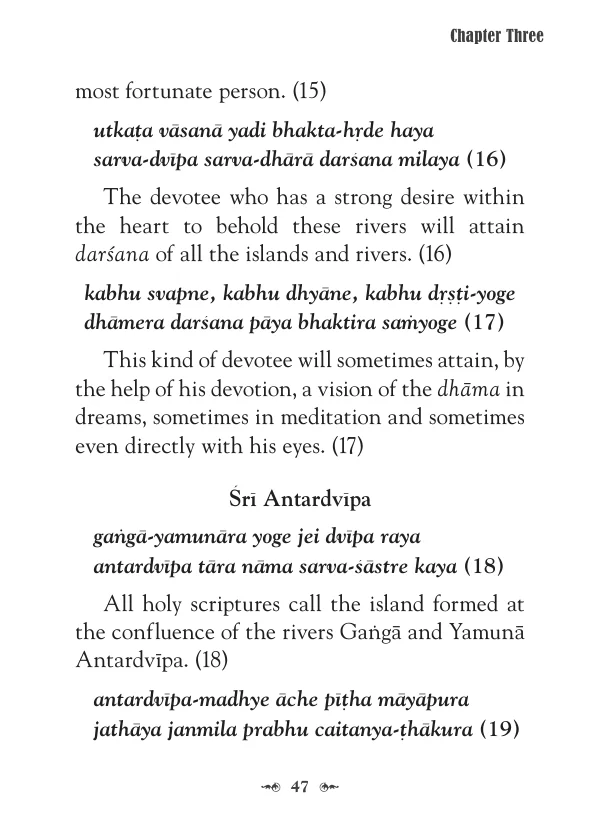 Chapter Three
most fortunate person. (15)
utkaṭa vāsanā yadi bhakta-hṛde haya
sarva-dvīpa sarva-dhārā darśana milaya (16)
The devotee who has a strong desire within
the heart to behold these rivers will attain
darśana of all the islands and rivers. (16)
kabhu svapne, kabhu dhyāne, kabhu dṛṣṭi-yoge
dhāmera darśana pāya bhaktira saṁyoge (17)
This kind of devotee will sometimes attain, by
the help of his devotion, a vision of the dhāma in
dreams, sometimes in meditation and sometimes
even directly with his eyes. (17)
Śrī Antardvīpa
gaṅgā-yamunāra yoge jei dvīpa raya
antardvīpa tāra nāma sarva-śāstre kaya (18)
All holy scriptures call the island formed at
the confluence of the rivers Gaṅgā and Yamunā
Antardvīpa. (18)
antardvīpa-madhye āche pīṭha māyāpura
jathāya janmila prabhu caitanya-ṭhākura (19)
47